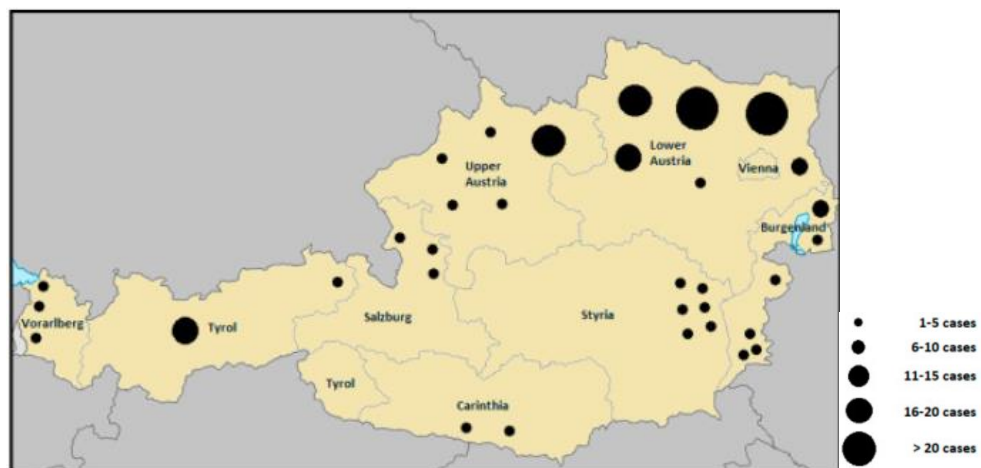 Lower
Austria
Vienna
Upper
Austria
Burgenland
Vorarlberg
Tyrol
Salzburg
Styria
Tyrol
Carinthia
1-5 cases
6-10 cases
11-15 cases
16-20 cases
> 20 cases